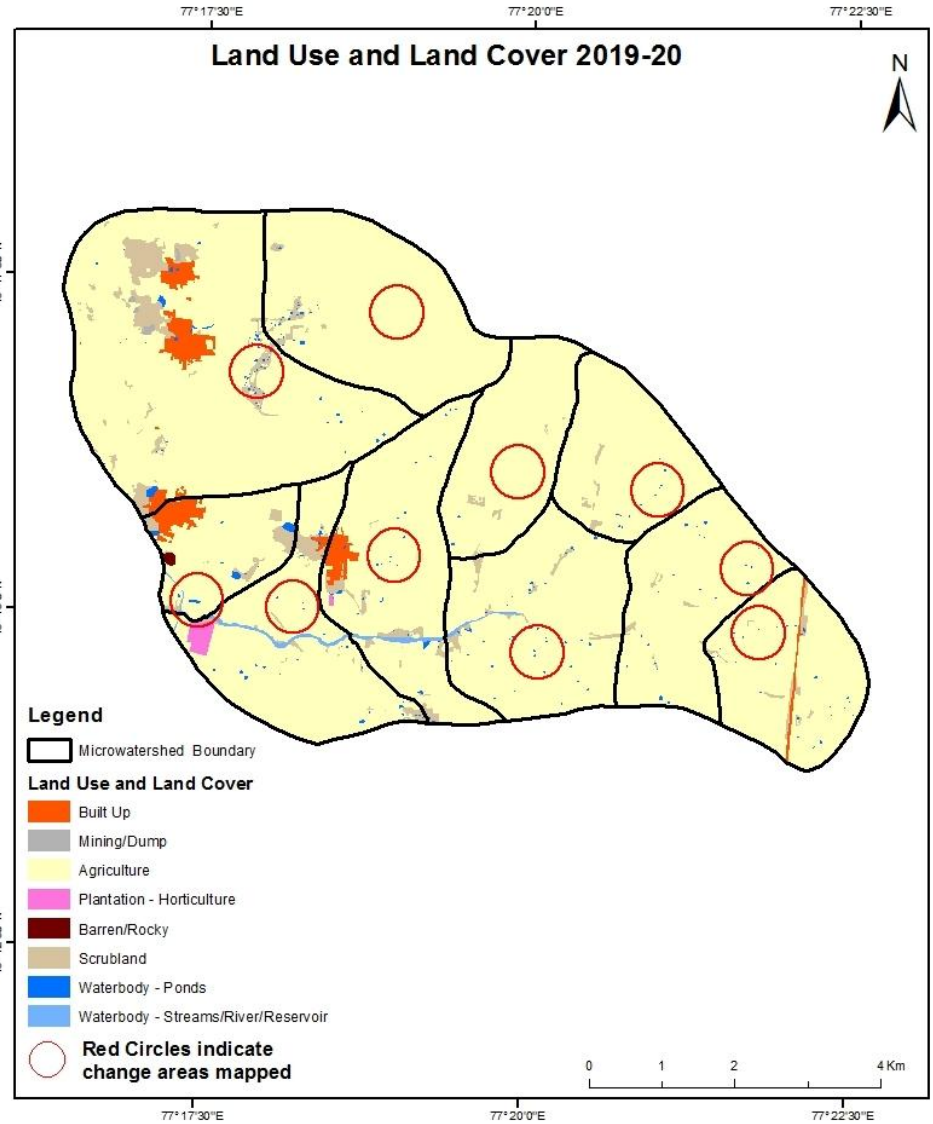 77°17'30"E 77°20'0"E 77°22'30"E
Land Use and Land Cover 2019-20
N
Legend
Microwatershed Boundary
Land Use and Land Cover
Built Up
Mining/Dump
Agriculture
Plantation - Horticulture
Barren/Rocky
Scrubland
Waterbody - Ponds
Waterbody - Streams/River/Reservoir
Red Circles indicate
change areas mapped
0 1 2 4 Km
77°17'30"E 77°20'0"E 77°22'30"E